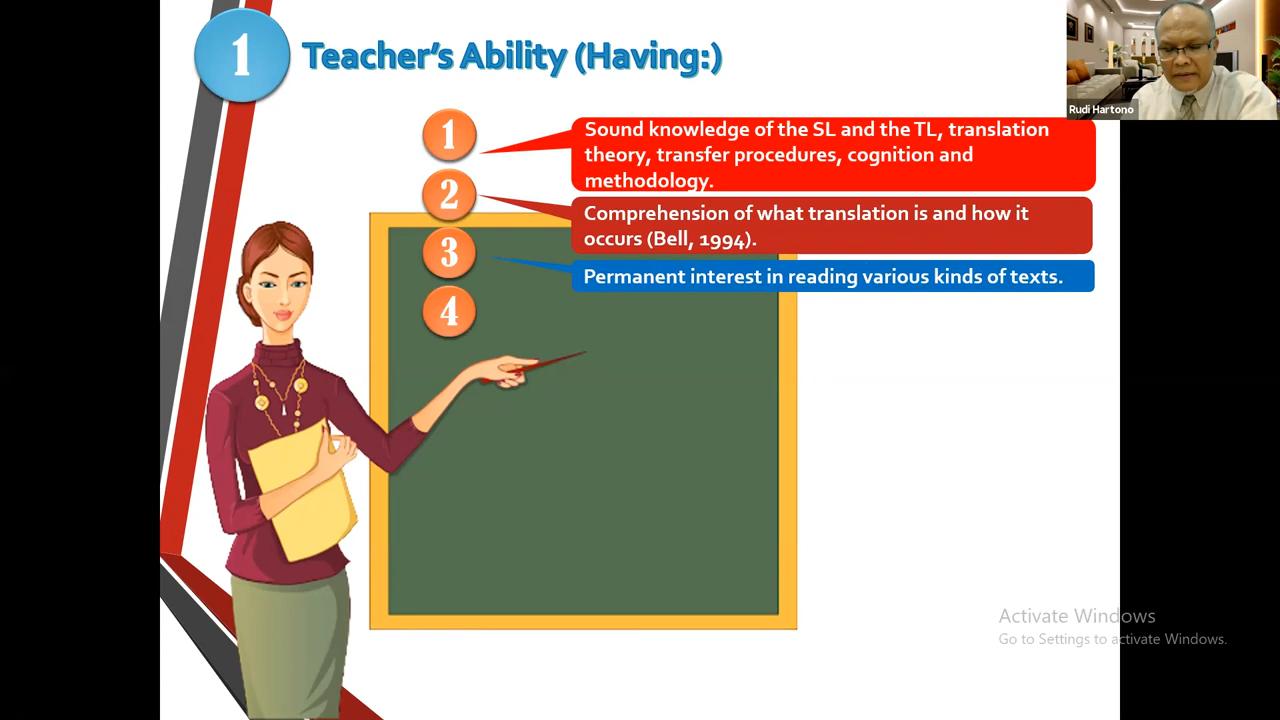 1
Teacher's Ability (Having:)
Rudi Hartono
1
Sound knowledge of the SL and the TL, translation
theory, transfer procedures, cognition and
methodology.
2
Comprehension of what translation is and how it
occurs (Bell, 1994).
3
Permanent interest in reading various kinds of texts.
4
Activate Windows
Go to Settings to activate Windows.